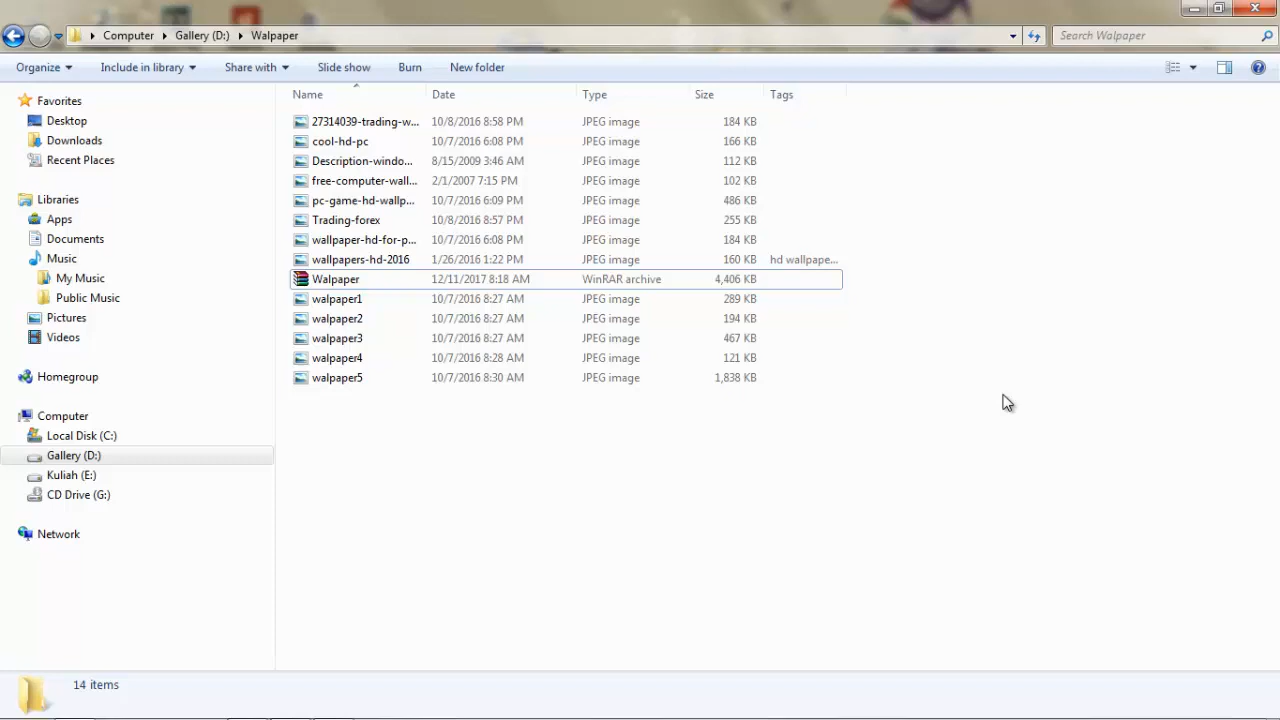 Computer Gallery (D:) Walpaper Search Walpaper
Organize Include in library Share with Slide show Burn New folder
Favorites
Desktop
Downloads
Recent Places
Libraries
Apps
Documents
Music
My Music
Public Music
Pictures
Videos
Homegroup
Computer
Local Disk (C:)
Gallery (D:)
Kuliah (E:)
CD Drive (G:)
Network
Name Date Type Size Tags
27314039-trading-w... 10/8/2016 8:58 PM JPEG image 184 KB
cool-hd-pc 10/7/2016 6:08 PM JPEG image 166 KB
Description-windo... 8/15/2009 3:46 AM JPEG image 112 KB
free-computer-wall... 2/1/2007 7:15 PM JPEG image 102 KB
pc-game-hd-wallp... 10/7/2016 6:09 PM JPEG image 486 KB
Trading-forex 10/8/2016 8:57 PM JPEG image 255 KB
wallpaper-hd-for-p... 10/7/2016 6:08 PM JPEG image 184 KB
wallpapers-hd-2016 1/26/2016 1:22 PM JPEG image 160 KB hd wallpape...
Walpaper 12/11/2017 8:18 AM WinRAR archive 4,406 KB
walpaper1 10/7/2016 8:27 AM JPEG image 289 KB
walpaper2 10/7/2016 8:27 AM JPEG image 194 KB
walpaper3 10/7/2016 8:27 AM JPEG image 467 KB
walpaper4 10/7/2016 8:28 AM JPEG image 121 KB
walpaper5 10/7/2016 8:30 AM JPEG image 1,838 KB
14 items